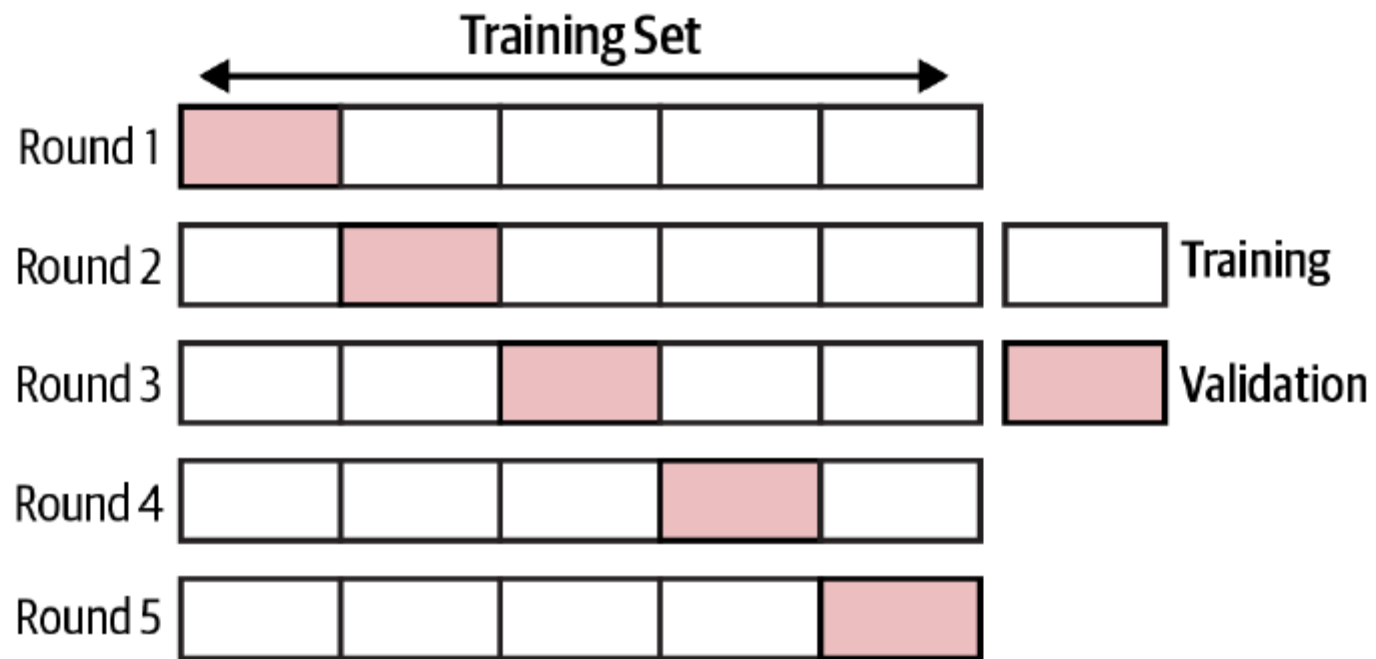 Training Set
Round 1
Round 2
Training
Round 3
Validation
Round 4
Round 5